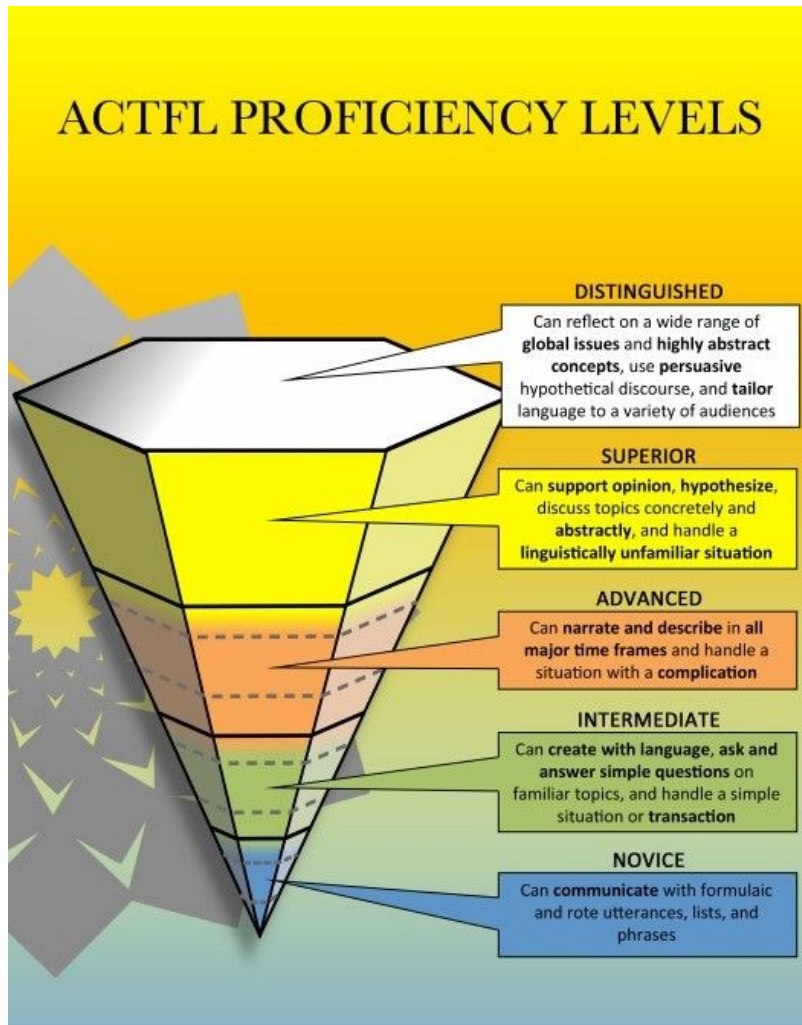 ACTFL PROFICIENCY LEVELS
DISTINGUISHED
Can reflect on a wide range of
global issues and highly abstract
concepts, use persuasive
hypothetical discourse, and tailor
language to a variety of audiences
SUPERIOR
Can support opinion, hypothesize,
discuss topics concretely and
abstractly, and handle a
linguistically unfamiliar situation
ADVANCED
Can narrate and describe in all
major time frames and handle a
situation with a complication
INTERMEDIATE
Can create with language, ask and
answer simple questions on
familiar topics, and handle a simple
situation or transaction
NOVICE
Can communicate with formulaic
and rote utterances, lists, and
phrases